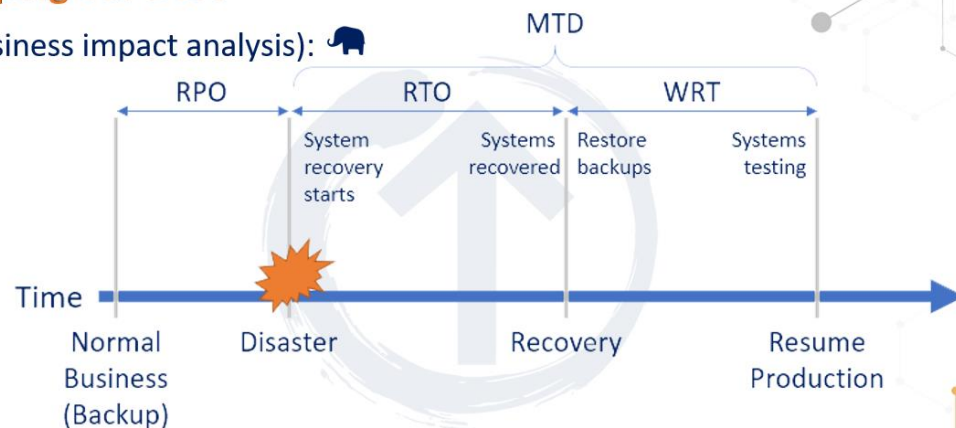 siness impact analysis):
MTD
RPO
RTO
WRT
System
recovery
starts
Systems
recovered
Restore
backups
Systems
testing
Time
Normal
Business
(Backup)
Disaster
Recovery
Resume
Production